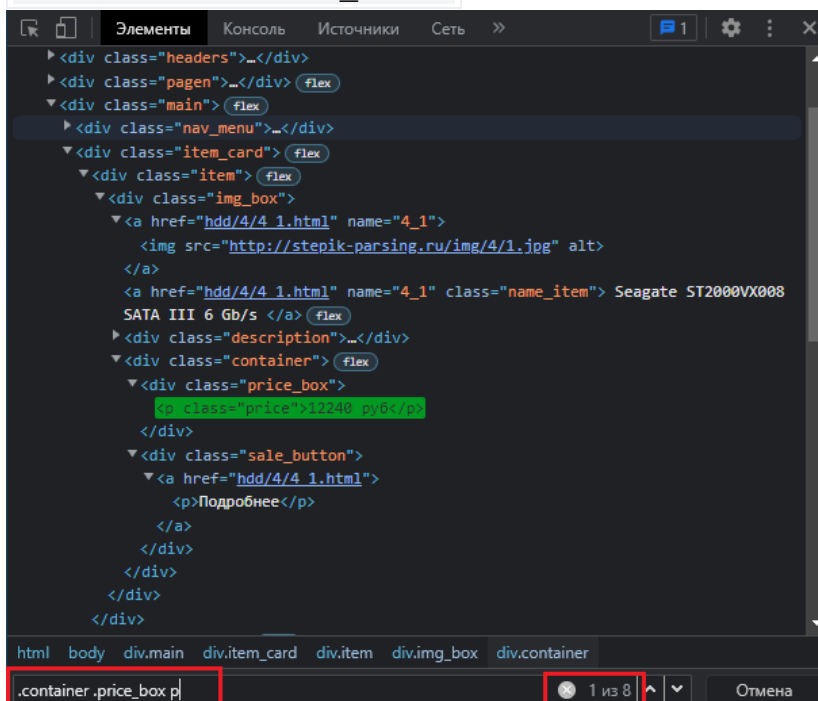 Элементы Консоль Источники Сеть » 1
<div class="headers">…</div>
<div class="pagen">…</div> flex
<div class="main"> flex
<div class="nav_menu">…</div>
<div class="item_card"> flex
<div class="item"> flex
<div class="img_box">
<a href="hdd/4/4_1.html" name="4_1">
<img src="http://stepik-parsing.ru/img/4/1.jpg" alt>
</a>
<a href="hdd/4/4_1.html" name="4_1" class="name_item"> Seagate ST2000VX008
SATA III 6 Gb/s </a> flex
<div class="description">…</div>
<div class="container"> flex
<div class="price_box">
<p class="price">12240 руб</p>
</div>
<div class="sale_button">
<a href="hdd/4/4_1.html">
<p>Подробнее</p>
</a>
</div>
</div>
</div>
</div>
html body div.main div.item_card div.item div.img_box div.container
.container .price_box p 1 из 8 Отмена